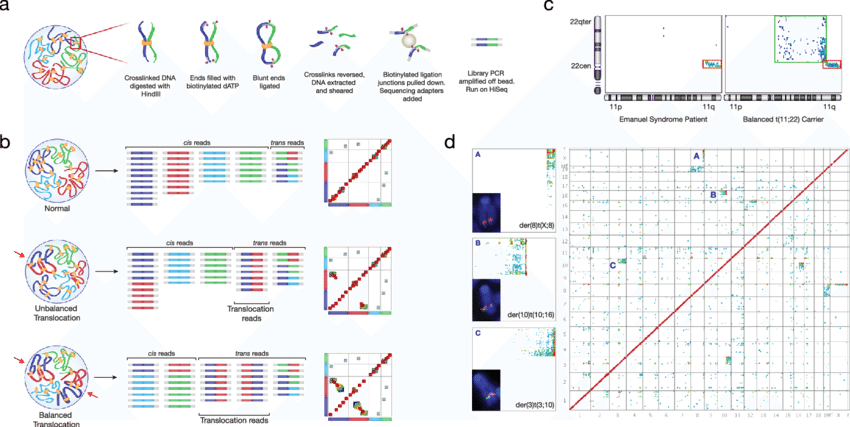 a
Crosslinked DNA
digested with
HindIII
Ends filled with
biotinylated dATP
Blunt ends
ligated
Crosslinks reversed,
DNA extracted
and sheared
Biotinylated ligation
junctions pulled down.
Sequencing adapters
added
Library PCR
amplified off bead.
Run on HiSeq
b
cis reads
trans reads
Normal
cis reads
trans reads
Unbalanced
Translocation
Translocation
reads
cis reads
trans reads
Balanced
Translocation
Translocation reads
c
22qter
22cen
11p
11q
11p
11q
Emanuel Syndrome Patient
Balanced t(11;22) Carrier
d
A
der(8)t(X;8)
B
der(10)t(10;16)
C
der(3)t(3;10)
A
B
C